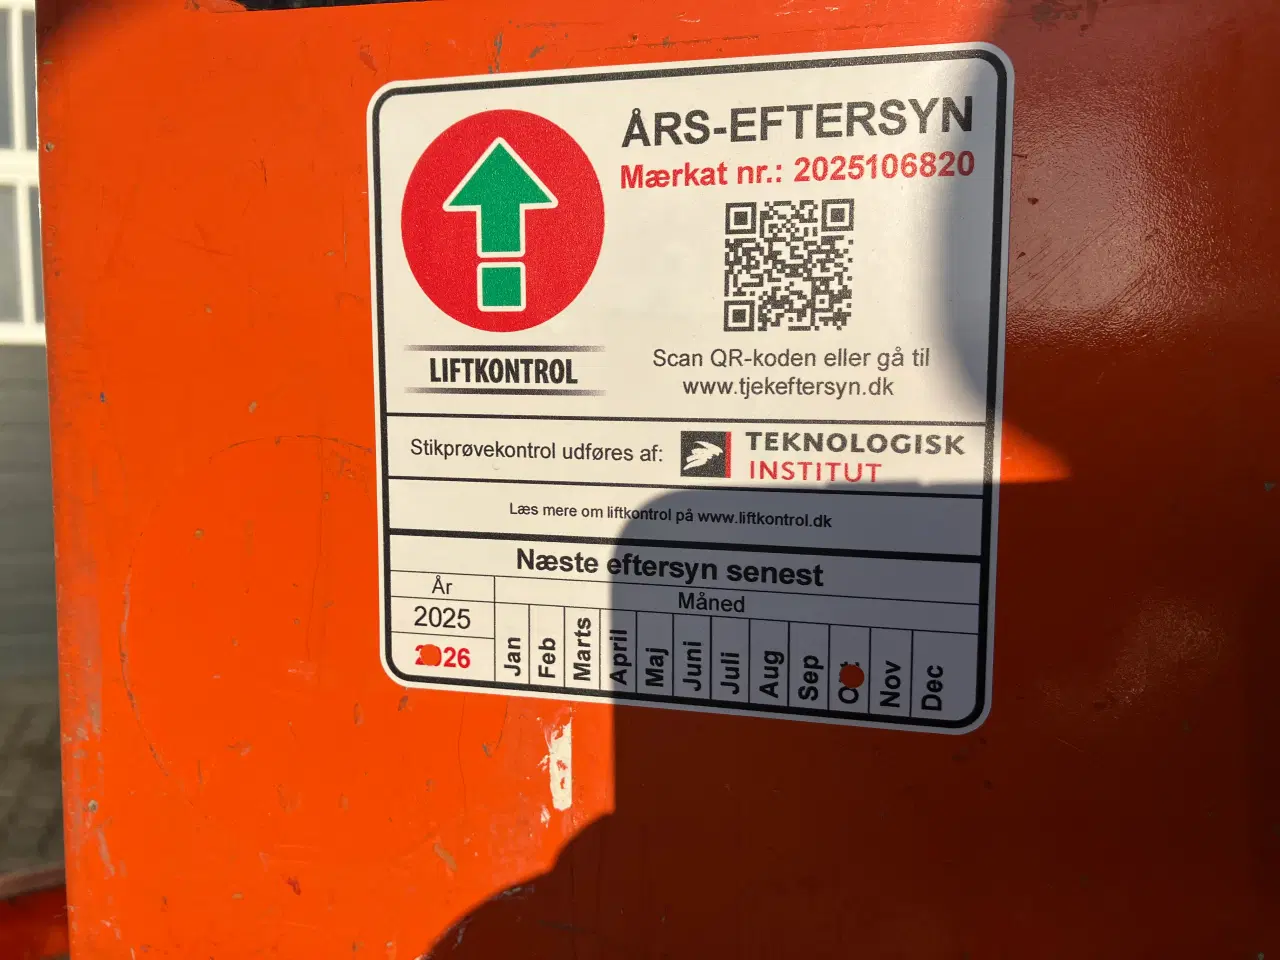 ÅRS-EFTERSYN
Mærkat nr.: 2025106820
LIFTKONTROL
Scan QR-koden eller gå til
www.tjekeftersyn.dk
Stikprøvekontrol udføres af: TEKNOLOGISK
INSTITUT
Læs mere om liftkontrol på www.liftkontrol.dk
Næste eftersyn senest
År
Måned
2025
2026
Jan
Feb
Marts
April
Maj
Juni
Juli
Aug
Sep
Okt
Nov
Dec